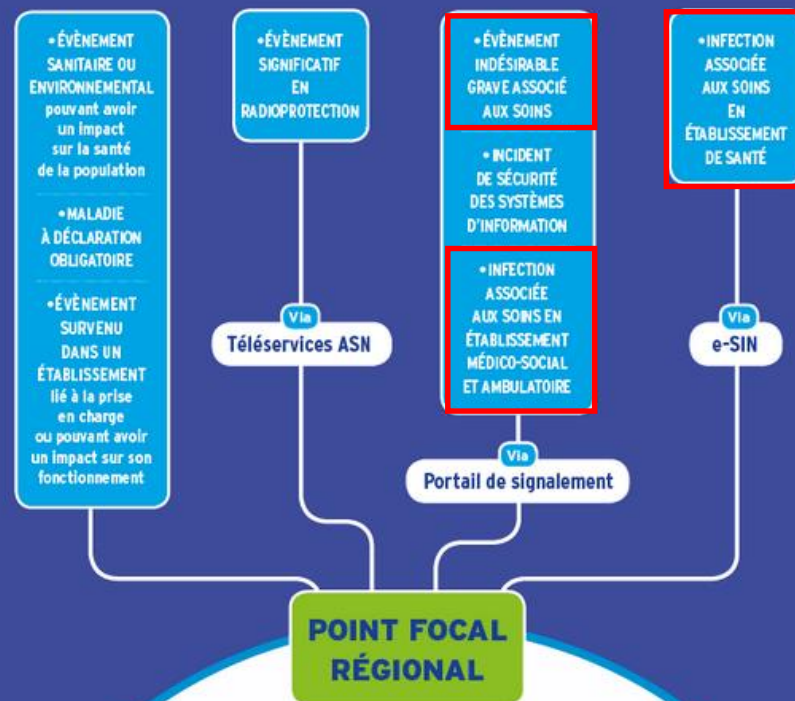 •ÉVÈNEMENT
SANITAIRE OU
ENVIRONNEMENTAL
pouvant avoir
un impact
sur la santé
de la population
•MALADIE
À DÉCLARATION
OBLIGATOIRE
•ÉVÈNEMENT
SURVENU
DANS UN
ÉTABLISSEMENT
lié à la prise
en charge
ou pouvant avoir
un impact sur son
fonctionnement
•ÉVÈNEMENT
SIGNIFICATIF
EN
RADIOPROTECTION
Via
Téléservices ASN
•ÉVÈNEMENT
INDÉSIRABLE
GRAVE ASSOCIÉ
AUX SOINS
•INCIDENT
DE SÉCURITÉ
DES SYSTÈMES
D'INFORMATION
•INFECTION
ASSOCIÉE
AUX SOINS EN
ÉTABLISSEMENT
MÉDICO-SOCIAL
ET AMBULATOIRE
Via
Portail de signalement
•INFECTION
ASSOCIÉE
AUX SOINS
EN
ÉTABLISSEMENT
DE SANTÉ
Via
e-SIN
POINT FOCAL
RÉGIONAL